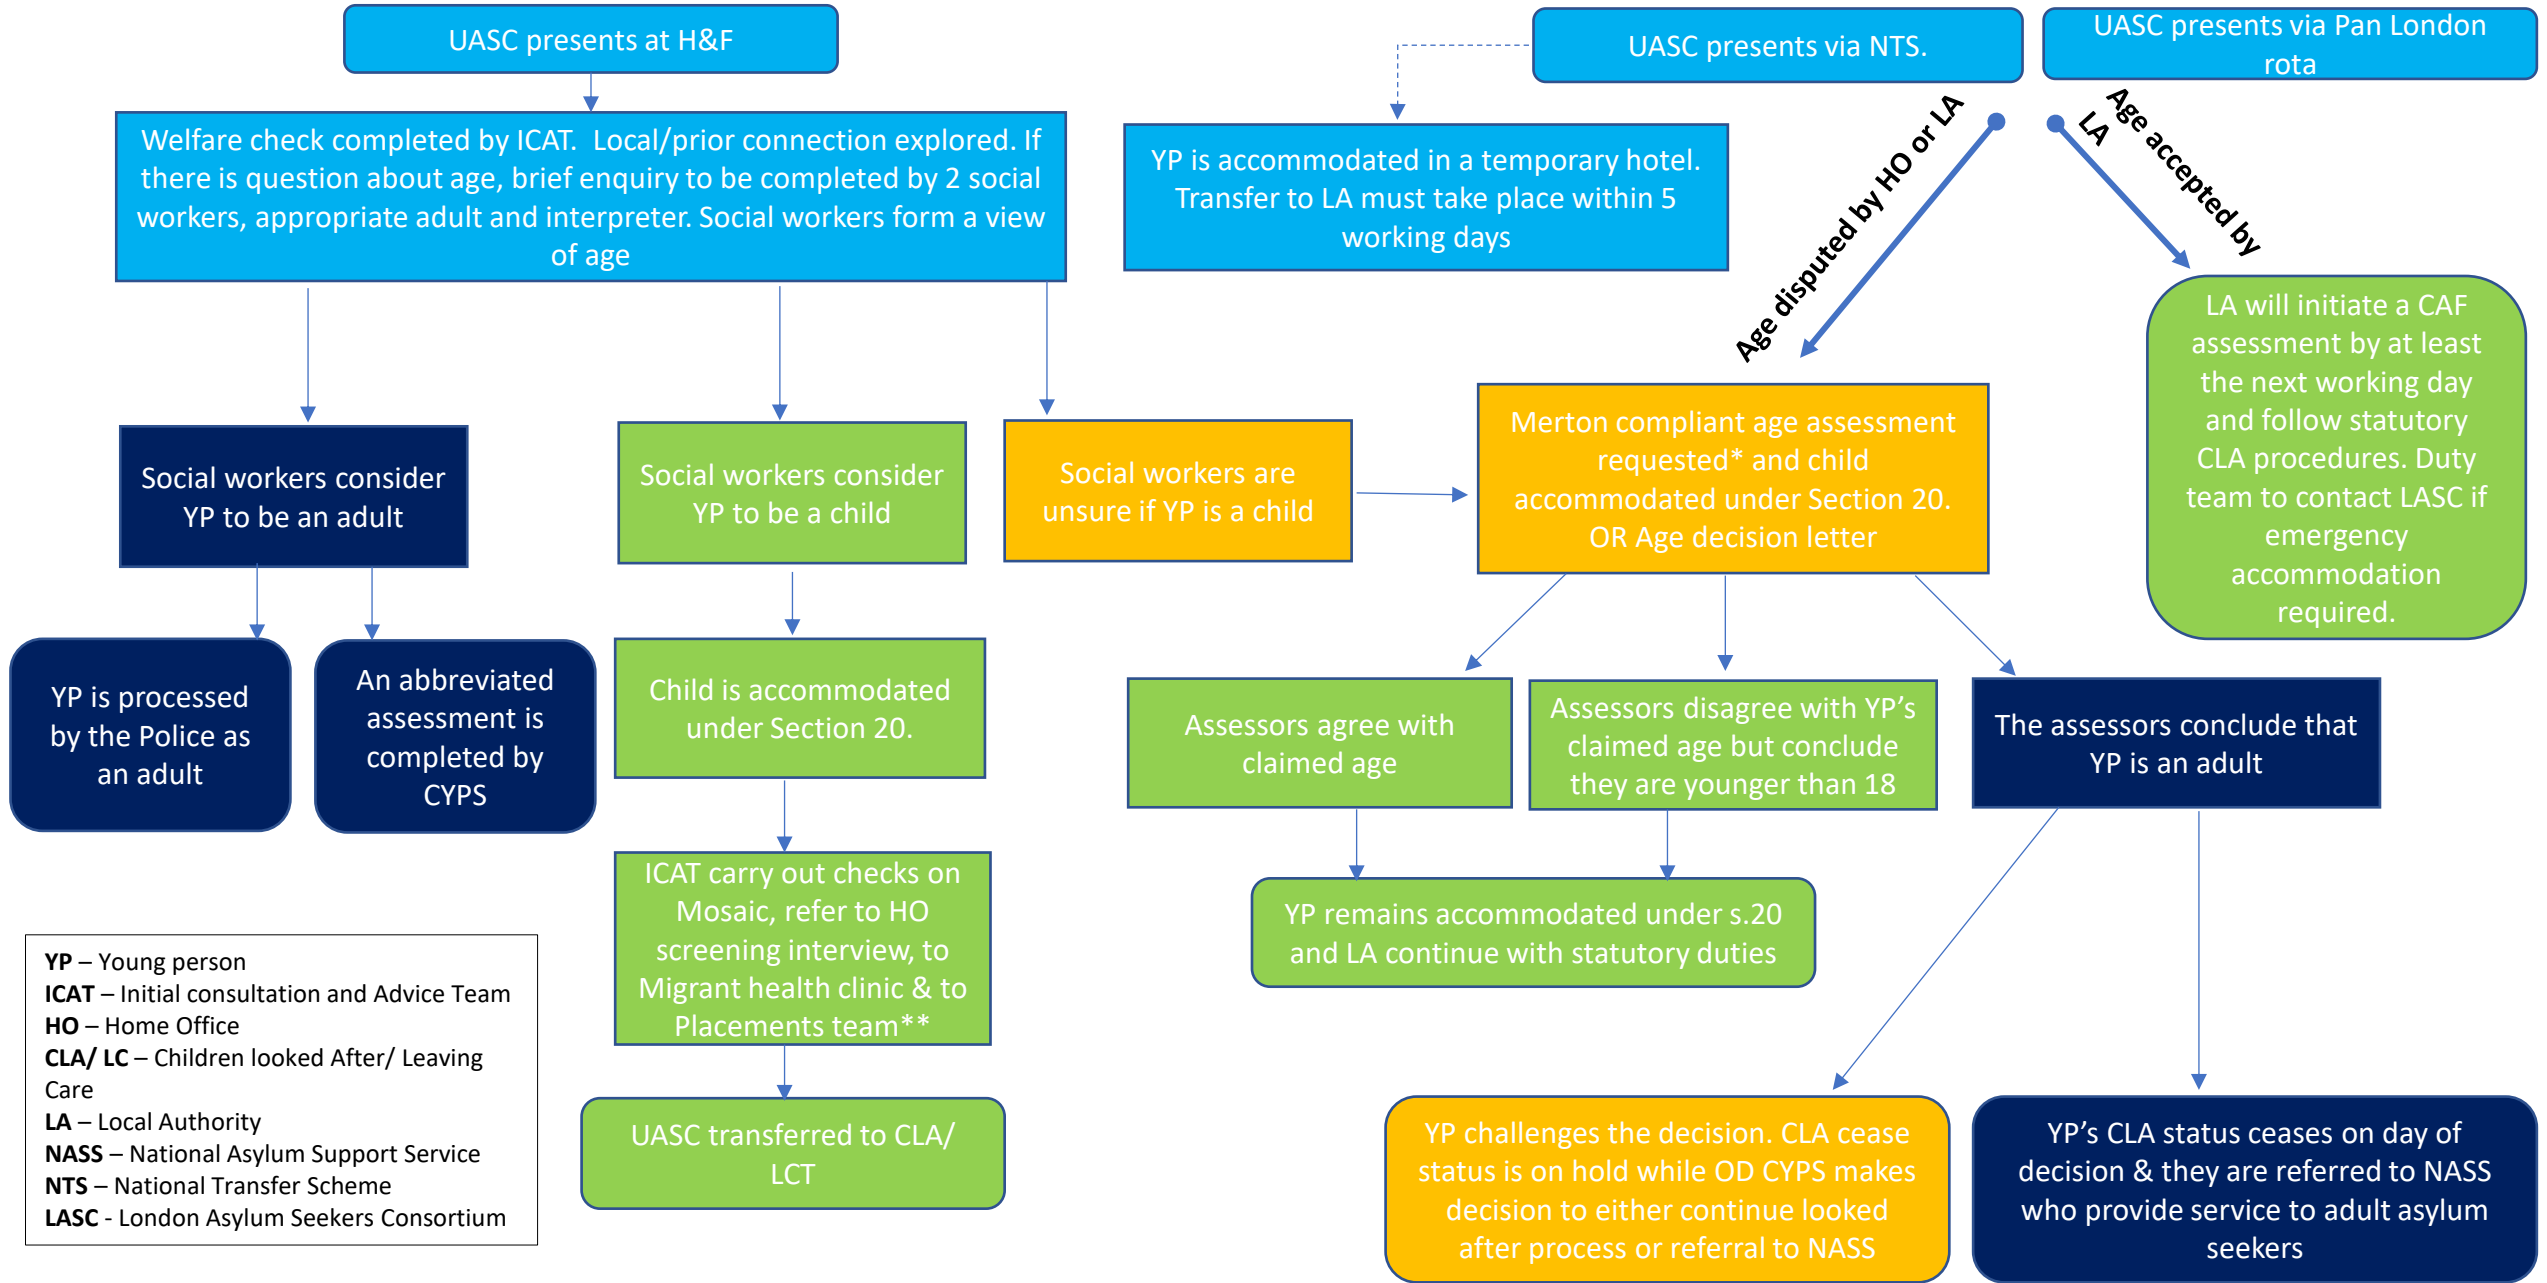 UASC presents at H&F
UASC presents via NTS.
UASC presents via Pan London
rota
Welfare check completed by ICAT.  Local/prior connection explored. If
there is question about age, brief enquiry to be completed by 2 social
workers, appropriate adult and interpreter. Social workers form a view
of age
YP is accommodated in a temporary hotel.
Transfer to LA must take place within 5
working days
Age disputed by HO or LA
Age accepted by
LA
LA will initiate a CAF
assessment by at least
the next working day
and follow statutory
CLA procedures. Duty
team to contact LASC if
emergency
accommodation
required.
Social workers consider
YP to be an adult
Social workers consider
YP to be a child
Social workers are
unsure if YP is a child
Merton compliant age assessment
requested* and child
accommodated under Section 20.
OR Age decision letter
YP is processed
by the Police as
an adult
An abbreviated
assessment is
completed by
CYPS
Child is accommodated
under Section 20.
Assessors agree with
claimed age
Assessors disagree with YP’s
claimed age but conclude
they are younger than 18
The assessors conclude that
YP is an adult
ICAT carry out checks on
Mosaic, refer to HO
screening interview, to
Migrant health clinic & to
Placements team**
YP remains accommodated under s.20
and LA continue with statutory duties
UASC transferred to CLA/
LCT
YP challenges the decision. CLA cease
status is on hold while OD CYPS makes
decision to either continue looked
after process or referral to NASS
YP’s CLA status ceases on day of
decision & they are referred to NASS
who provide service to adult asylum
seekers
YP – Young person
ICAT – Initial consultation and Advice Team
HO – Home Office
CLA/ LC – Children looked After/ Leaving
Care
LA – Local Authority
NASS – National Asylum Support Service
NTS – National Transfer Scheme
LASC - London Asylum Seekers Consortium